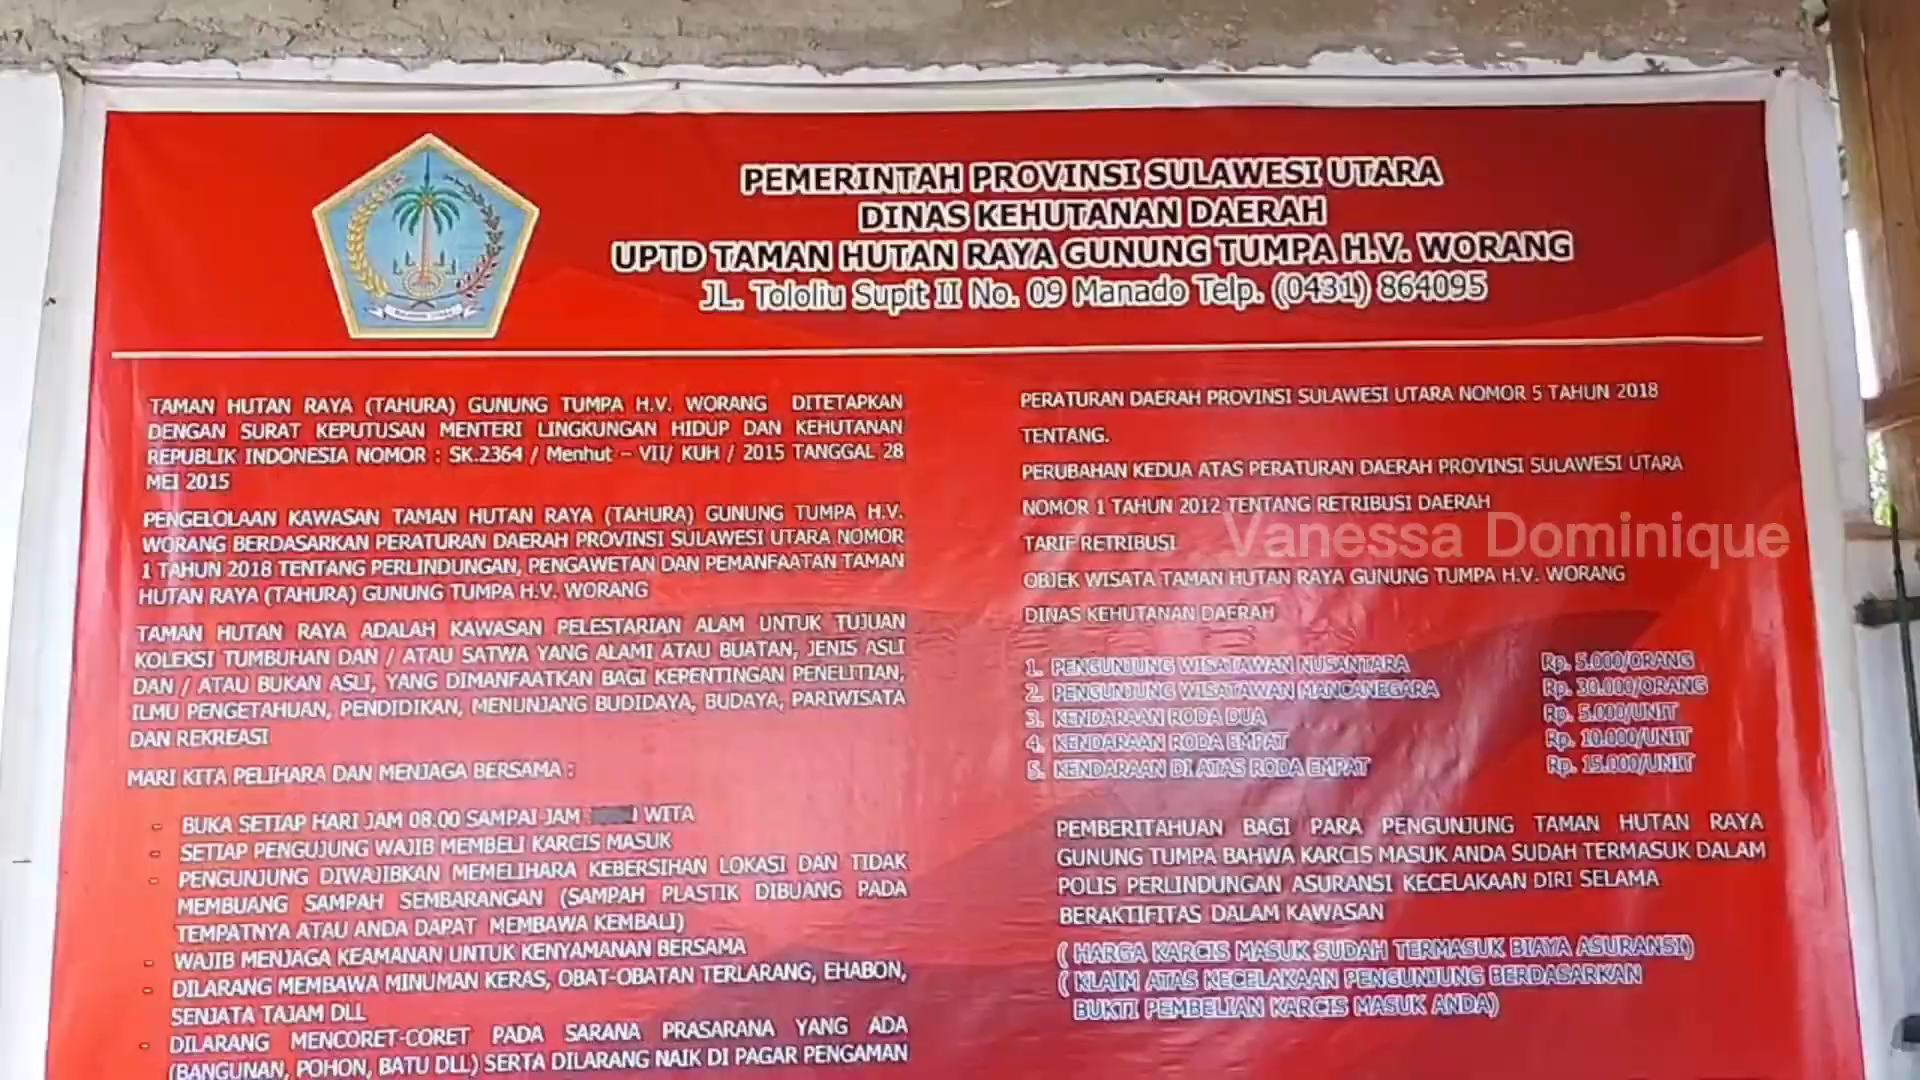 PEMERINTAH PROVINSI SULAWESI UTARA
DINAS KEHUTANAN DAERAH
UPTD TAMAN HUTAN RAYA GUNUNG TUMPA H.V. WORANG
JL. Tololiu Supit II No. 09 Manado Telp. (0431) 864095
TAMAN HUTAN RAYA (TAHURA) GUNUNG TUMPA H.V. WORANG DITETAPKAN
DENGAN SURAT KEPUTUSAN MENTERI LINGKUNGAN HIDUP DAN KEHUTANAN
REPUBLIK INDONESIA NOMOR : SK.2364 / Menhut – VII/ KUH / 2015 TANGGAL 28
MEI 2015
PENGELOLAAN KAWASAN TAMAN HUTAN RAYA (TAHURA) GUNUNG TUMPA H.V.
WORANG BERDASARKAN PERATURAN DAERAH PROVINSI SULAWESI UTARA NOMOR
1 TAHUN 2018 TENTANG PERLINDUNGAN, PENGAWETAN DAN PEMANFAATAN TAMAN
HUTAN RAYA (TAHURA) GUNUNG TUMPA H.V. WORANG
TAMAN HUTAN RAYA ADALAH KAWASAN PELESTARIAN ALAM UNTUK TUJUAN
KOLEKSI TUMBUHAN DAN / ATAU SATWA YANG ALAMI ATAU BUATAN, JENIS ASLI
DAN / ATAU BUKAN ASLI, YANG DIMANFAATKAN BAGI KEPENTINGAN PENELITIAN,
ILMU PENGETAHUAN, PENDIDIKAN, MENUNJANG BUDIDAYA, BUDAYA, PARIWISATA
DAN REKREASI
MARI KITA PELIHARA DAN MENJAGA BERSAMA :
- BUKA SETIAP HARI JAM 08.00 SAMPAI JAM WITA
- SETIAP PENGUJUNG WAJIB MEMBELI KARCIS MASUK
- PENGUNJUNG DIWAJIBKAN MEMELIHARA KEBERSIHAN LOKASI DAN TIDAK
MEMBUANG SAMPAH SEMBARANGAN (SAMPAH PLASTIK DIBUANG PADA
TEMPATNYA ATAU ANDA DAPAT MEMBAWA KEMBALI)
- WAJIB MENJAGA KEAMANAN UNTUK KENYAMANAN BERSAMA
- DILARANG MEMBAWA MINUMAN KERAS, OBAT-OBATAN TERLARANG, EHABON,
SENJATA TAJAM DLL
- DILARANG MENCORET-CORET PADA SARANA PRASARANA YANG ADA
(BANGUNAN, POHON, BATU DLL) SERTA DILARANG NAIK DI PAGAR PENGAMAN
PERATURAN DAERAH PROVINSI SULAWESI UTARA NOMOR 5 TAHUN 2018
TENTANG.
PERUBAHAN KEDUA ATAS PERATURAN DAERAH PROVINSI SULAWESI UTARA
NOMOR 1 TAHUN 2012 TENTANG RETRIBUSI DAERAH
Vanessa Dominique
TARIF RETRIBUSI
OBJEK WISATA TAMAN HUTAN RAYA GUNUNG TUMPA H.V. WORANG
DINAS KEHUTANAN DAERAH
1. PENGUNJUNG WISATAWAN NUSANTARA Rp. 5.000/ORANG
2. PENGUNJUNG WISATAWAN MANCANEGARA Rp. 30.000/ORANG
3. KENDARAAN RODA DUA Rp. 5.000/UNIT
4. KENDARAAN RODA EMPAT Rp. 10.000/UNIT
5. KENDARAAN DI ATAS RODA EMPAT Rp. 15.000/UNIT
PEMBERITAHUAN BAGI PARA PENGUNJUNG TAMAN HUTAN RAYA
GUNUNG TUMPA BAHWA KARCIS MASUK ANDA SUDAH TERMASUK DALAM
POLIS PERLINDUNGAN ASURANSI KECELAKAAN DIRI SELAMA
BERAKTIFITAS DALAM KAWASAN
( HARGA KARCIS MASUK SUDAH TERMASUK BIAYA ASURANSI)
( KLAIM ATAS KECELAKAAN PENGUNJUNG BERDASARKAN
BUKTI PEMBELIAN KARCIS MASUK ANDA)